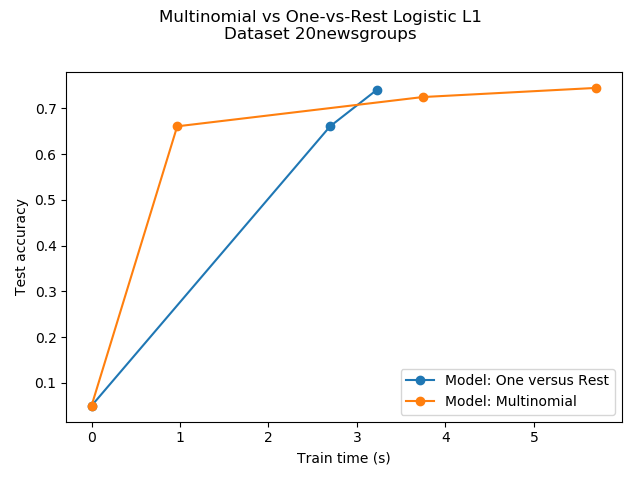 Multinomial vs One-vs-Rest Logistic L1
Dataset 20newsgroups
0.7
0.6
0.5
0.4
0.3
0.2
0.1
Test accuracy
0 1 2 3 4 5
Train time (s)
Model: One versus Rest
Model: Multinomial